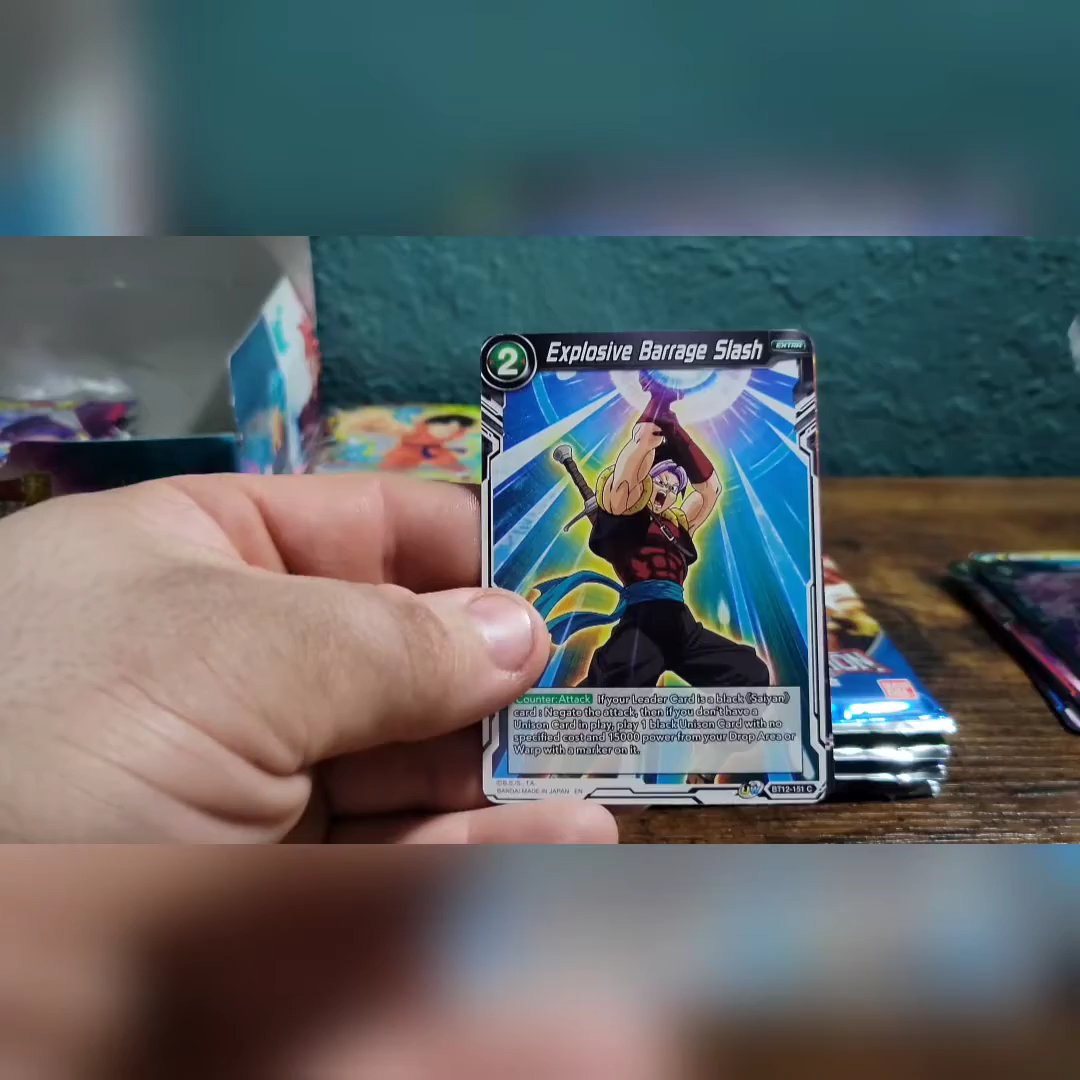 2
Explosive Barrage Slash
EXTRA
Counter:Attack If your Leader Card is a black 《Saiyan》
card : Negate the attack, then if you don't have a
Unison Card in play, play 1 black Unison Card with no
specified cost and 15000 power from your Drop Area or
Warp with a marker on it.
©B.S./S., T.A.
BANDAI MADE IN JAPAN EN
UW
BT12-151 C